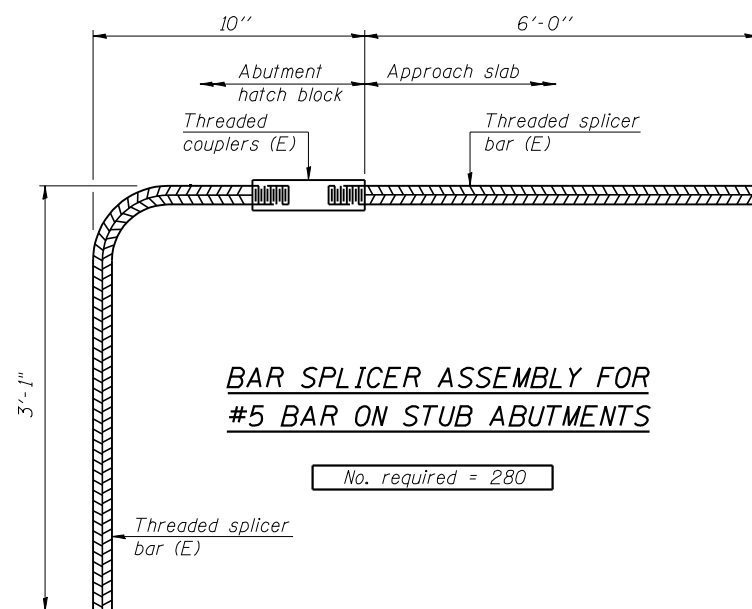 10''
6'-0''
Abutment
hatch block
Approach slab
Threaded
couplers (E)
Threaded splicer
bar (E)
3'-1"
BAR SPLICER ASSEMBLY FOR
#5 BAR ON STUB ABUTMENTS
No. required = 280
Threaded splicer
bar (E)